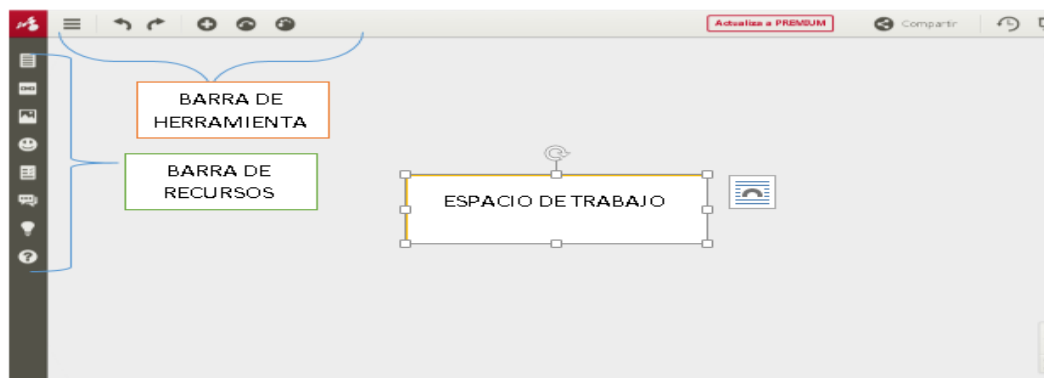 Actualiza a PREMIUM
Compartir
BARRA DE
HERRAMIENTA
BARRA DE
RECURSOS
ESPACIO DE TRABAJO